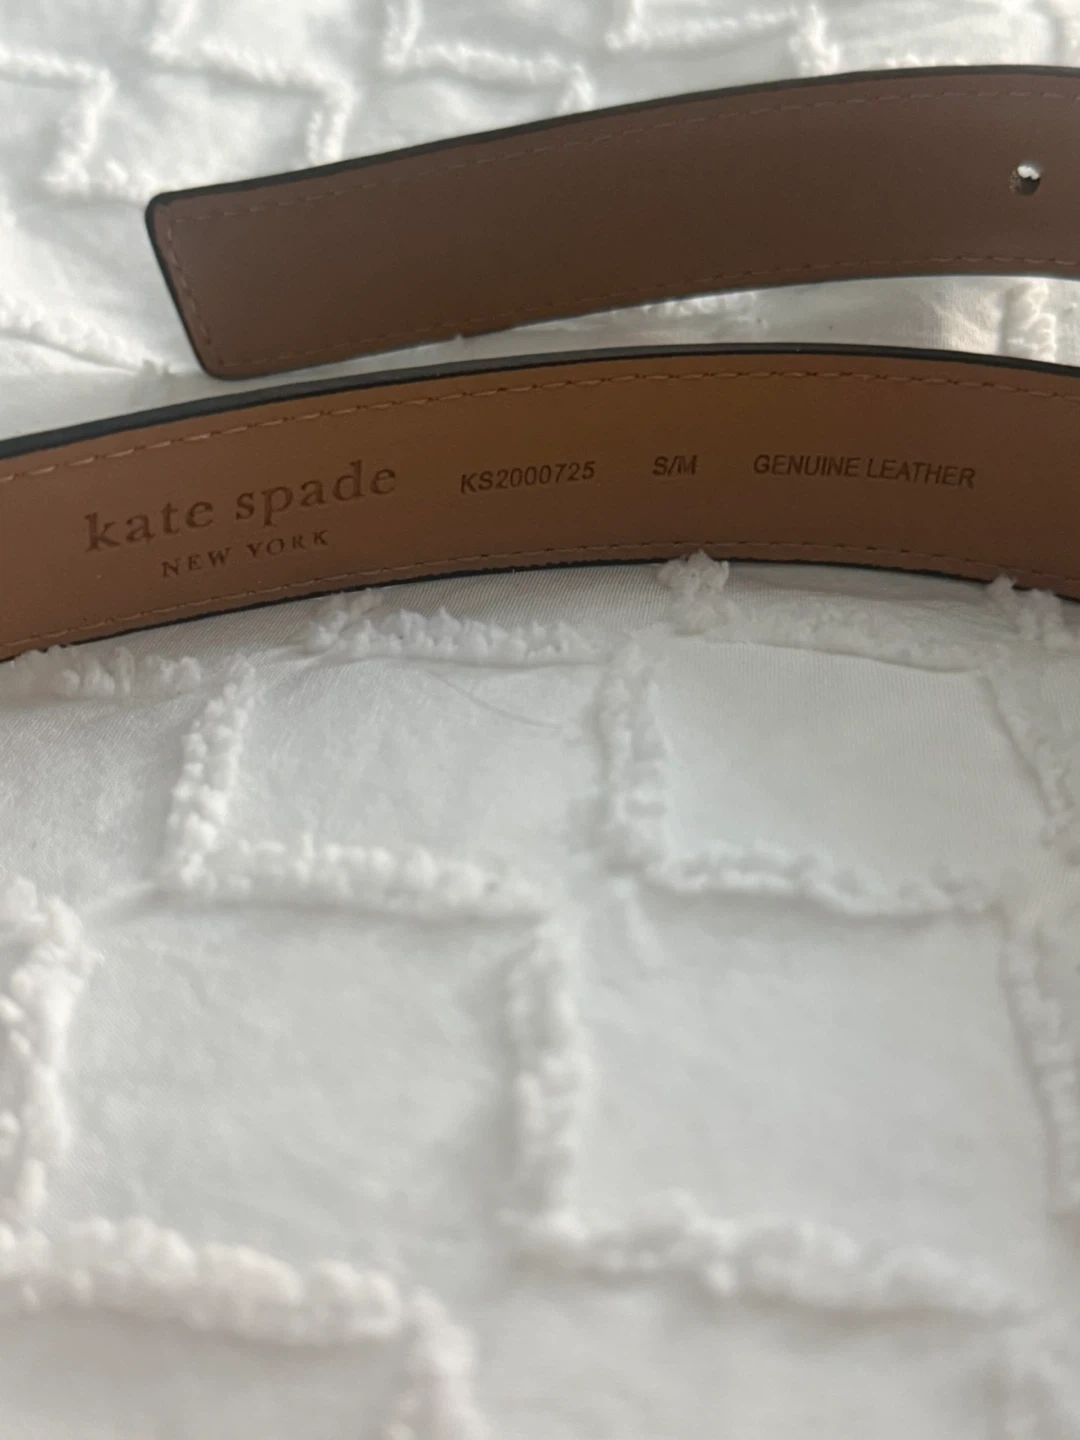 kate spade
NEW YORK
KS2000725 S/M GENUINE LEATHER